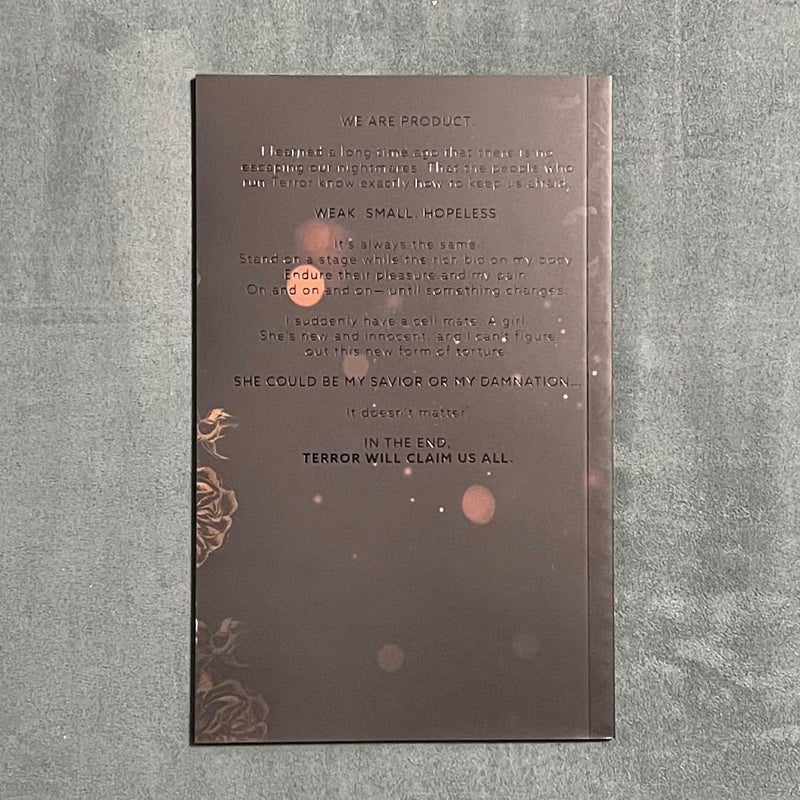 WE ARE PRODUCT.
I learned a long time ago that there is no
escaping our nightmares. That the people who
run Terror know exactly how to keep us afraid,
WEAK. SMALL. HOPELESS.
It's always the same.
Stand on a stage while the rich bid on my body.
Endure their pleasure and my pain.
On and on and on— until something changes.
I suddenly have a cell mate. A girl.
She's new and innocent, and I can't figure
out this new form of torture.
SHE COULD BE MY SAVIOR OR MY DAMNATION...
It doesn't matter.
IN THE END,
TERROR WILL CLAIM US ALL.